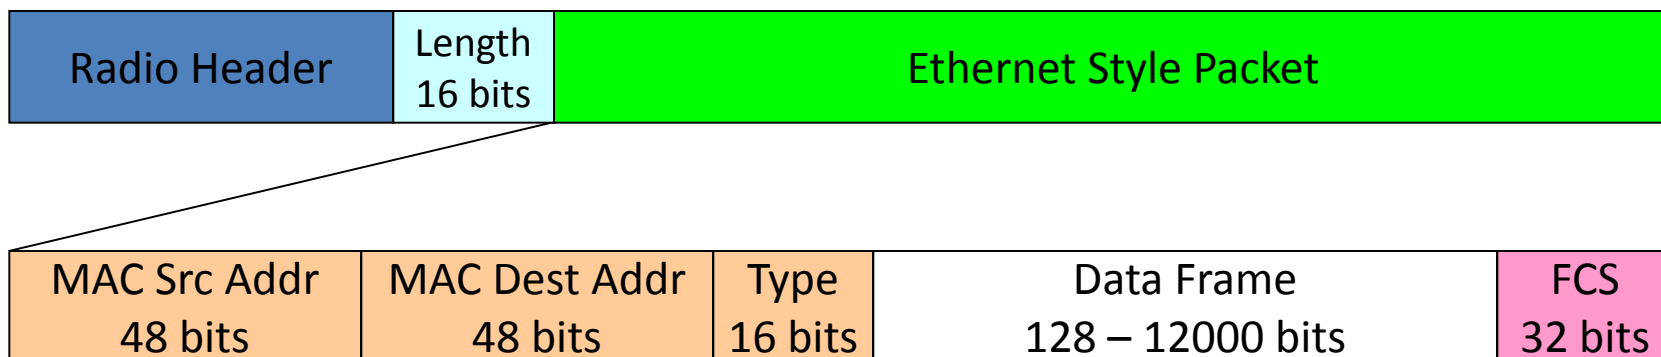 Radio Header
Length
16 bits
Ethernet Style Packet
MAC Src Addr
48 bits
MAC Dest Addr
48 bits
Type
16 bits
Data Frame
128 – 12000 bits
FCS
32 bits